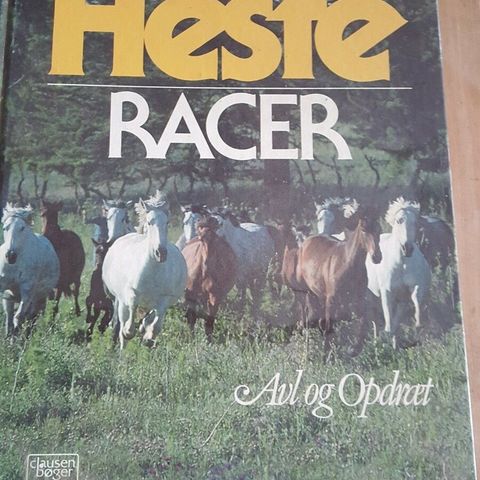 Heste
RACER
Avl og Opdræt
clausen
bøger